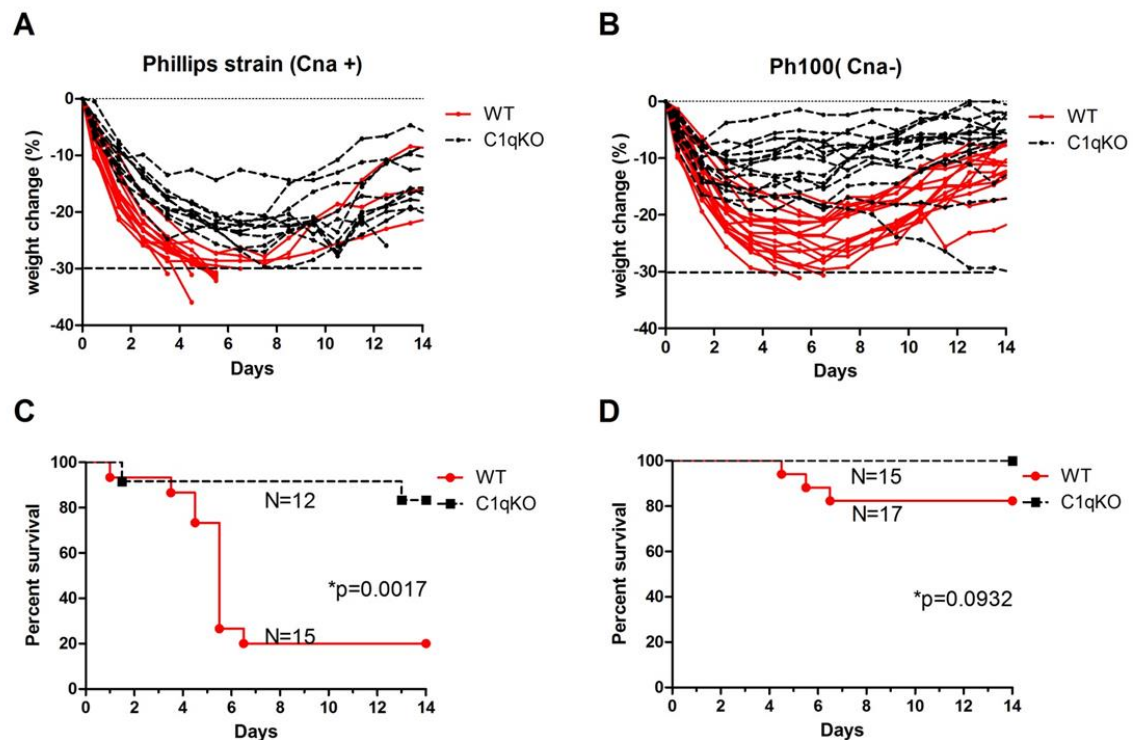 A
Phillips strain (Cna +)
weight change (%)
0
-10
-20
-30
-40
0 2 4 6 8 10 12 14
Days
WT
C1qKO
B
Ph100( Cna-)
weight change (%)
0
-10
-20
-30
-40
0 2 4 6 8 10 12 14
Days
WT
C1qKO
C
Percent survival
100
80
60
40
20
0
0 2 4 6 8 10 12 14
Days
N=12
*p=0.0017
N=15
WT
C1qKO
D
Percent survival
100
80
60
40
20
0
0 2 4 6 8 10 12 14
Days
N=15
N=17
*p=0.0932
WT
C1qKO